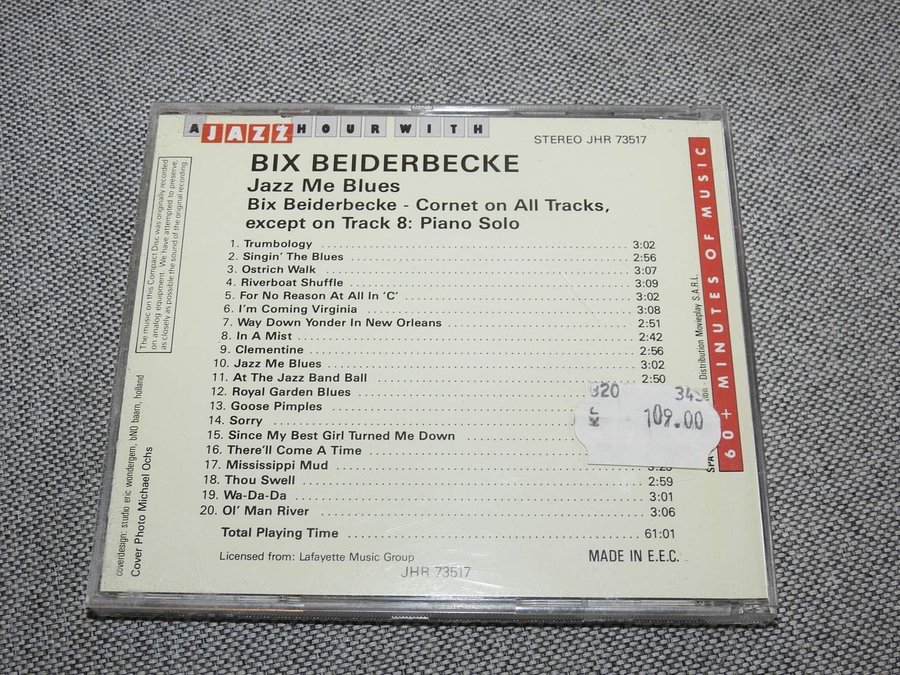 A JAZZ HOUR WITH
STEREO JHR 73517
BIX BEIDERBECKE
Jazz Me Blues
Bix Beiderbecke - Cornet on All Tracks,
except on Track 8: Piano Solo
1. Trumbology 3:02
2. Singin' The Blues 2:56
3. Ostrich Walk 3:07
4. Riverboat Shuffle 3:09
5. For No Reason At All In 'C' 3:02
6. I'm Coming Virginia 3:08
7. Way Down Yonder In New Orleans 2:51
8. In A Mist 2:42
9. Clementine 2:56
10. Jazz Me Blues 3:02
11. At The Jazz Band Ball 2:50
12. Royal Garden Blues
13. Goose Pimples
14. Sorry
15. Since My Best Girl Turned Me Down
16. There'll Come A Time
17. Mississippi Mud
18. Thou Swell 2:59
19. Wa-Da-Da 3:01
20. Ol' Man River 3:06
Total Playing Time 61:01
Licensed from: Lafayette Music Group
MADE IN E.E.C.
JHR 73517
820 345
KL 109.00
The music on this Compact Disc was originally recorded
on analog equipment. We have attempted to preserve,
as closely as possible the sound of the original recording.
coverdesign: studio eric wondergem, bNO baarn, holland
Cover Photo Michael Ochs
Distribution Movieplay S.A.R.L.
60+ MINUTES OF MUSIC